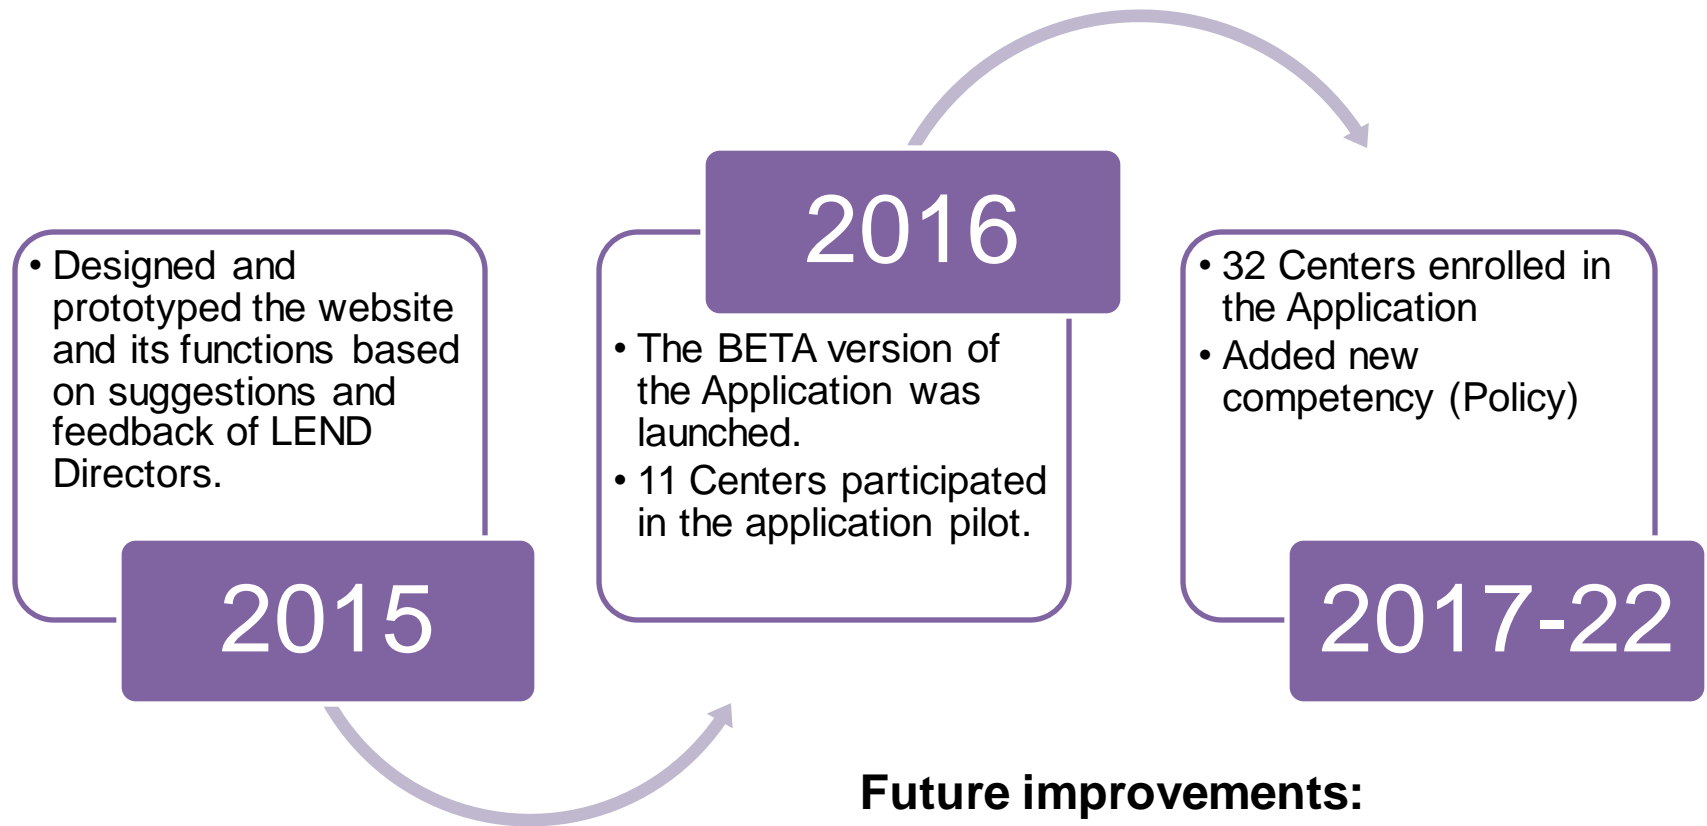 • Designed and
prototyped the website
and its functions based
on suggestions and
feedback of LEND
Directors.
2015
2016
• The BETA version of
the Application was
launched.
• 11 Centers participated
in the application pilot.
• 32 Centers enrolled in
the Application
• Added new
competency (Policy)
2017-22
Future improvements: